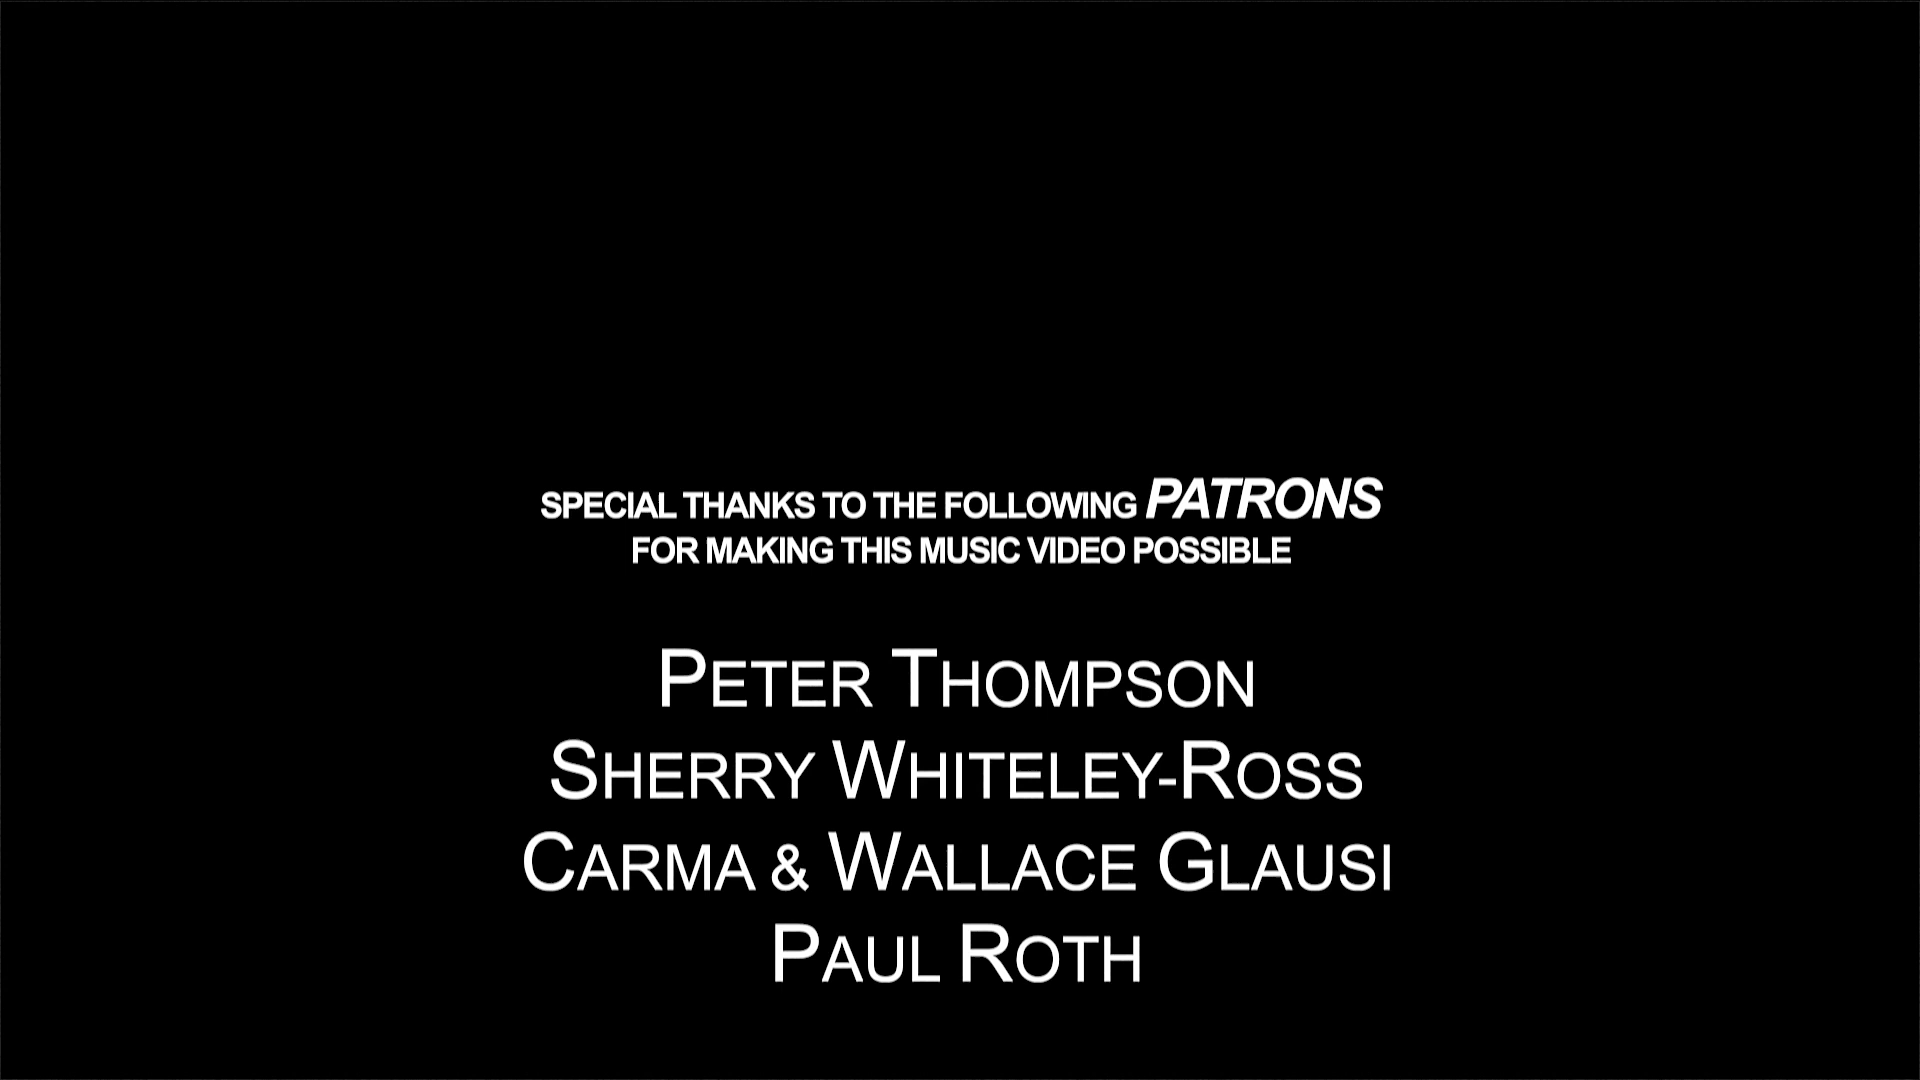 SPECIAL THANKS TO THE FOLLOWING PATRONS
FOR MAKING THIS MUSIC VIDEO POSSIBLE
PETER THOMPSON
SHERRY WHITELEY-ROSS
CARMA & WALLACE GLAUSI
PAUL ROTH